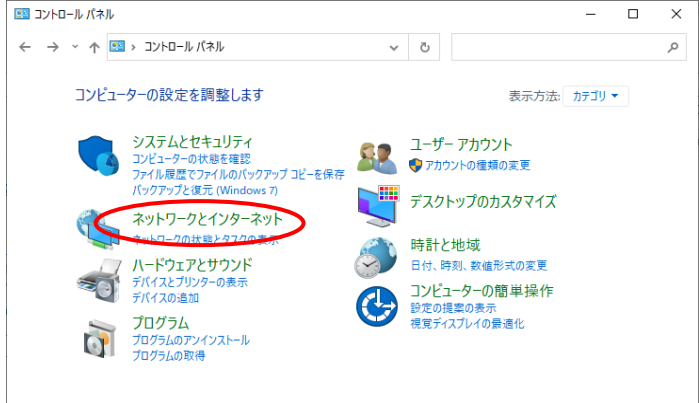 コントロール パネル
コントロール パネル
コンピューターの設定を調整します
表示方法: カテゴリ
システムとセキュリティ
コンピューターの状態を確認
ファイル履歴でファイルのバックアップ コピーを保存
バックアップと復元 (Windows 7)
ネットワークとインターネット
ネットワークの状態とタスクの表示
ハードウェアとサウンド
デバイスとプリンターの表示
デバイスの追加
プログラム
プログラムのアンインストール
プログラムの取得
ユーザー アカウント
アカウントの種類の変更
デスクトップのカスタマイズ
時計と地域
日付、時刻、数値形式の変更
コンピューターの簡単操作
設定の提案の表示
視覚ディスプレイの最適化